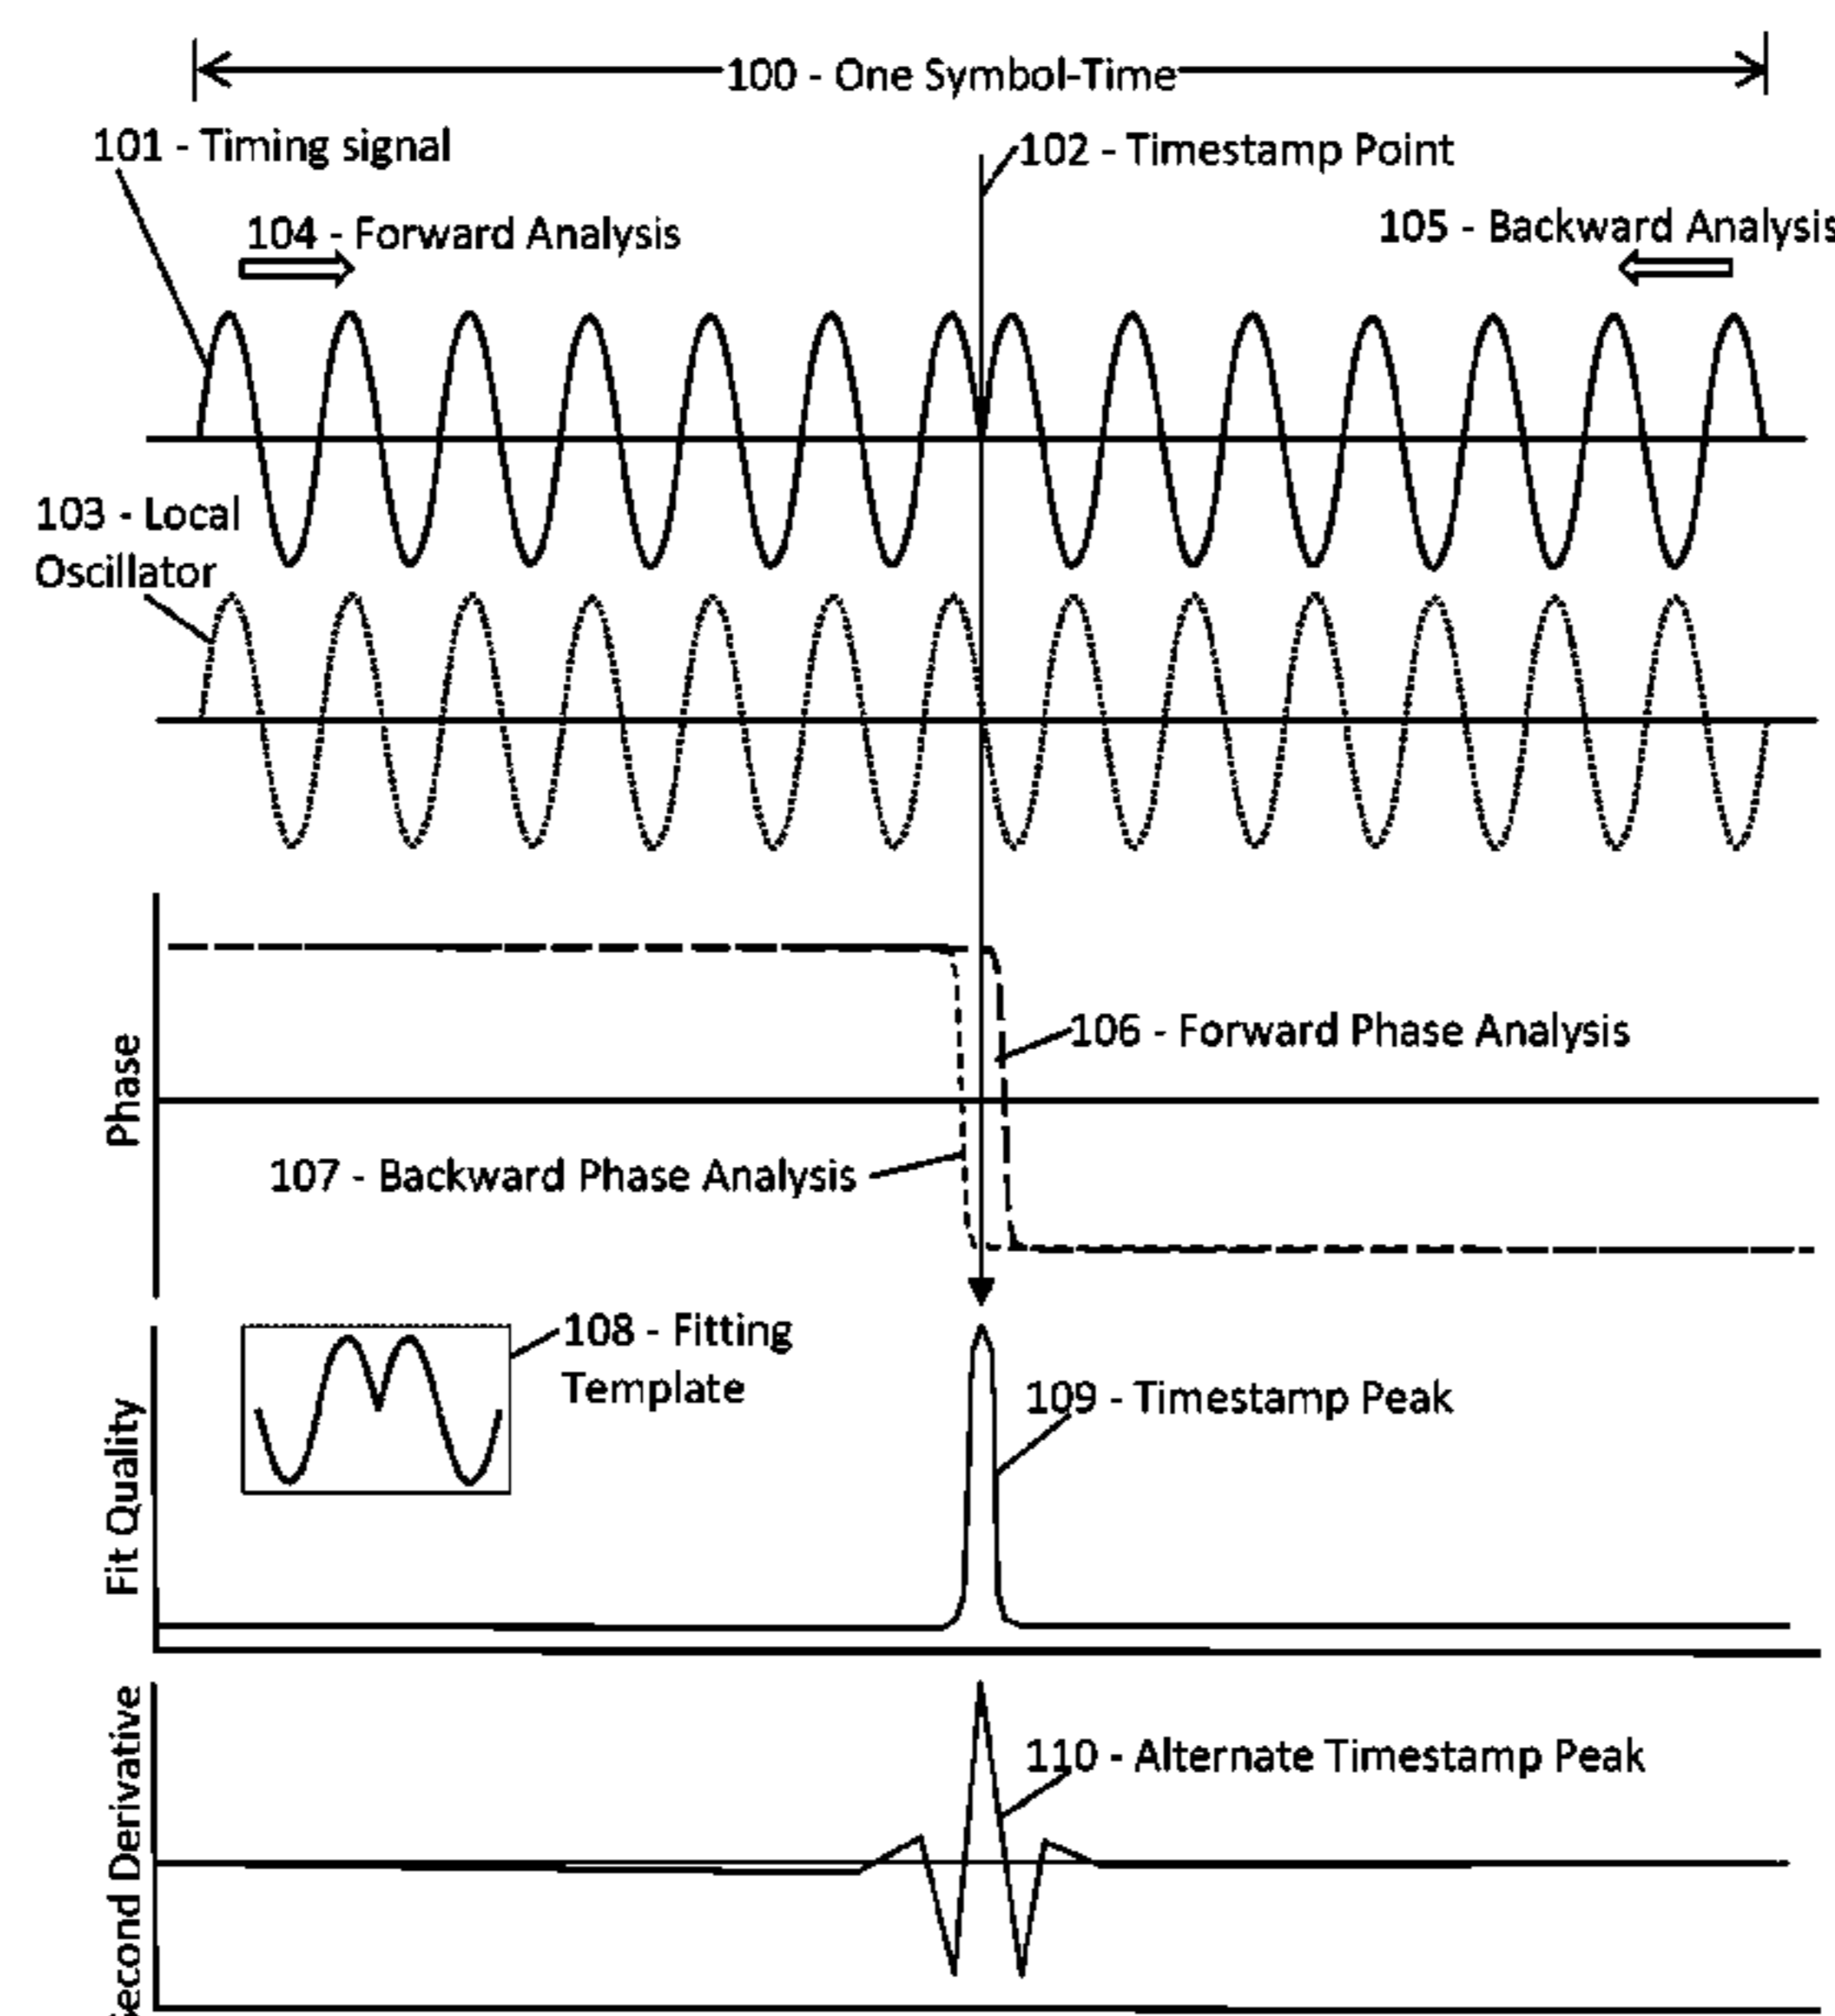 100 - One Symbol-Time
101 - Timing signal
102 - Timestamp Point
104 - Forward Analysis
105 - Backward Analysis
103 - Local
Oscillator
Phase
106 - Forward Phase Analysis
107 - Backward Phase Analysis
Fit Quality
108 - Fitting
Template
109 - Timestamp Peak
Second Derivative
110 - Alternate Timestamp Peak